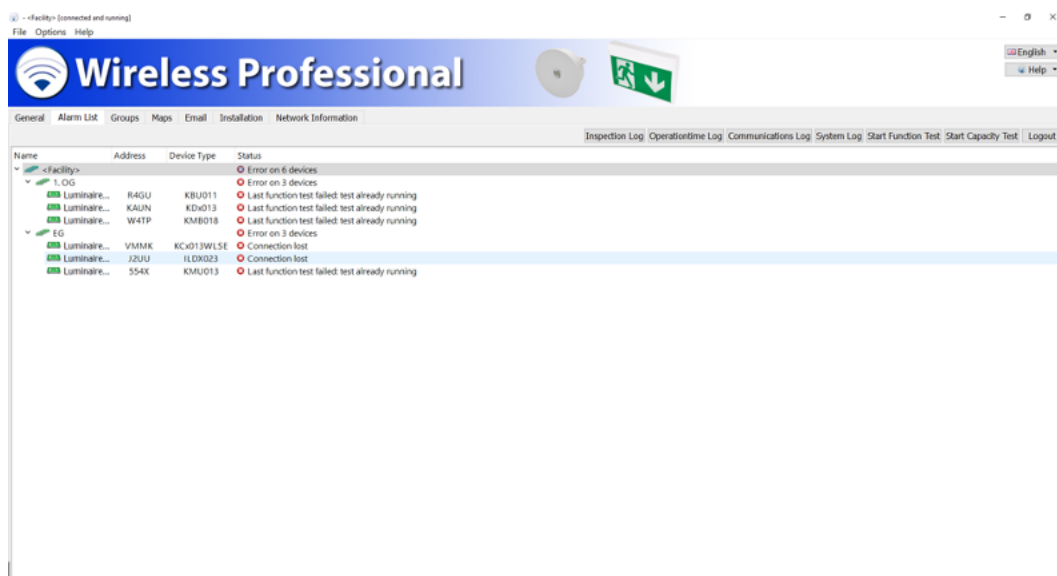 - <Facility> [connected and running]
File Options Help
Wireless Professional
English
Help
General Alarm List Groups Maps Email Installation Network Information
Inspection Log Operationtime Log Communications Log System Log Start Function Test Start Capacity Test Logout
Name Address Device Type Status
<Facility> Error on 6 devices
1. OG Error on 3 devices
Luminaire... R4GU KBU011 Last function test failed: test already running
Luminaire... KAUN KDx013 Last function test failed: test already running
Luminaire... W4TP KMB018 Last function test failed: test already running
EG Error on 3 devices
Luminaire... VMMK KCx013WLSE Connection lost
Luminaire... J2UU ILDX023 Connection lost
Luminaire... 554X KMU013 Last function test failed: test already running